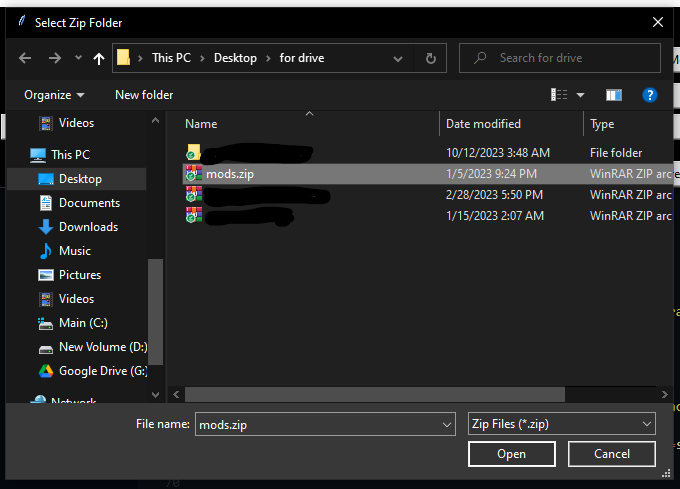 Select Zip Folder
This PC > Desktop > for drive
Search for drive
Organize
New folder
Name
Date modified
Type
Videos
This PC
Desktop
Documents
Downloads
Music
Pictures
Videos
Main (C:)
New Volume (D:)
Google Drive (G:)
Network
10/12/2023 3:48 AM File folder
mods.zip 1/5/2023 9:24 PM WinRAR ZIP arc
2/28/2023 5:50 PM WinRAR ZIP arc
1/15/2023 2:07 AM WinRAR ZIP arc
File name: mods.zip
Zip Files (*.zip)
Open
Cancel